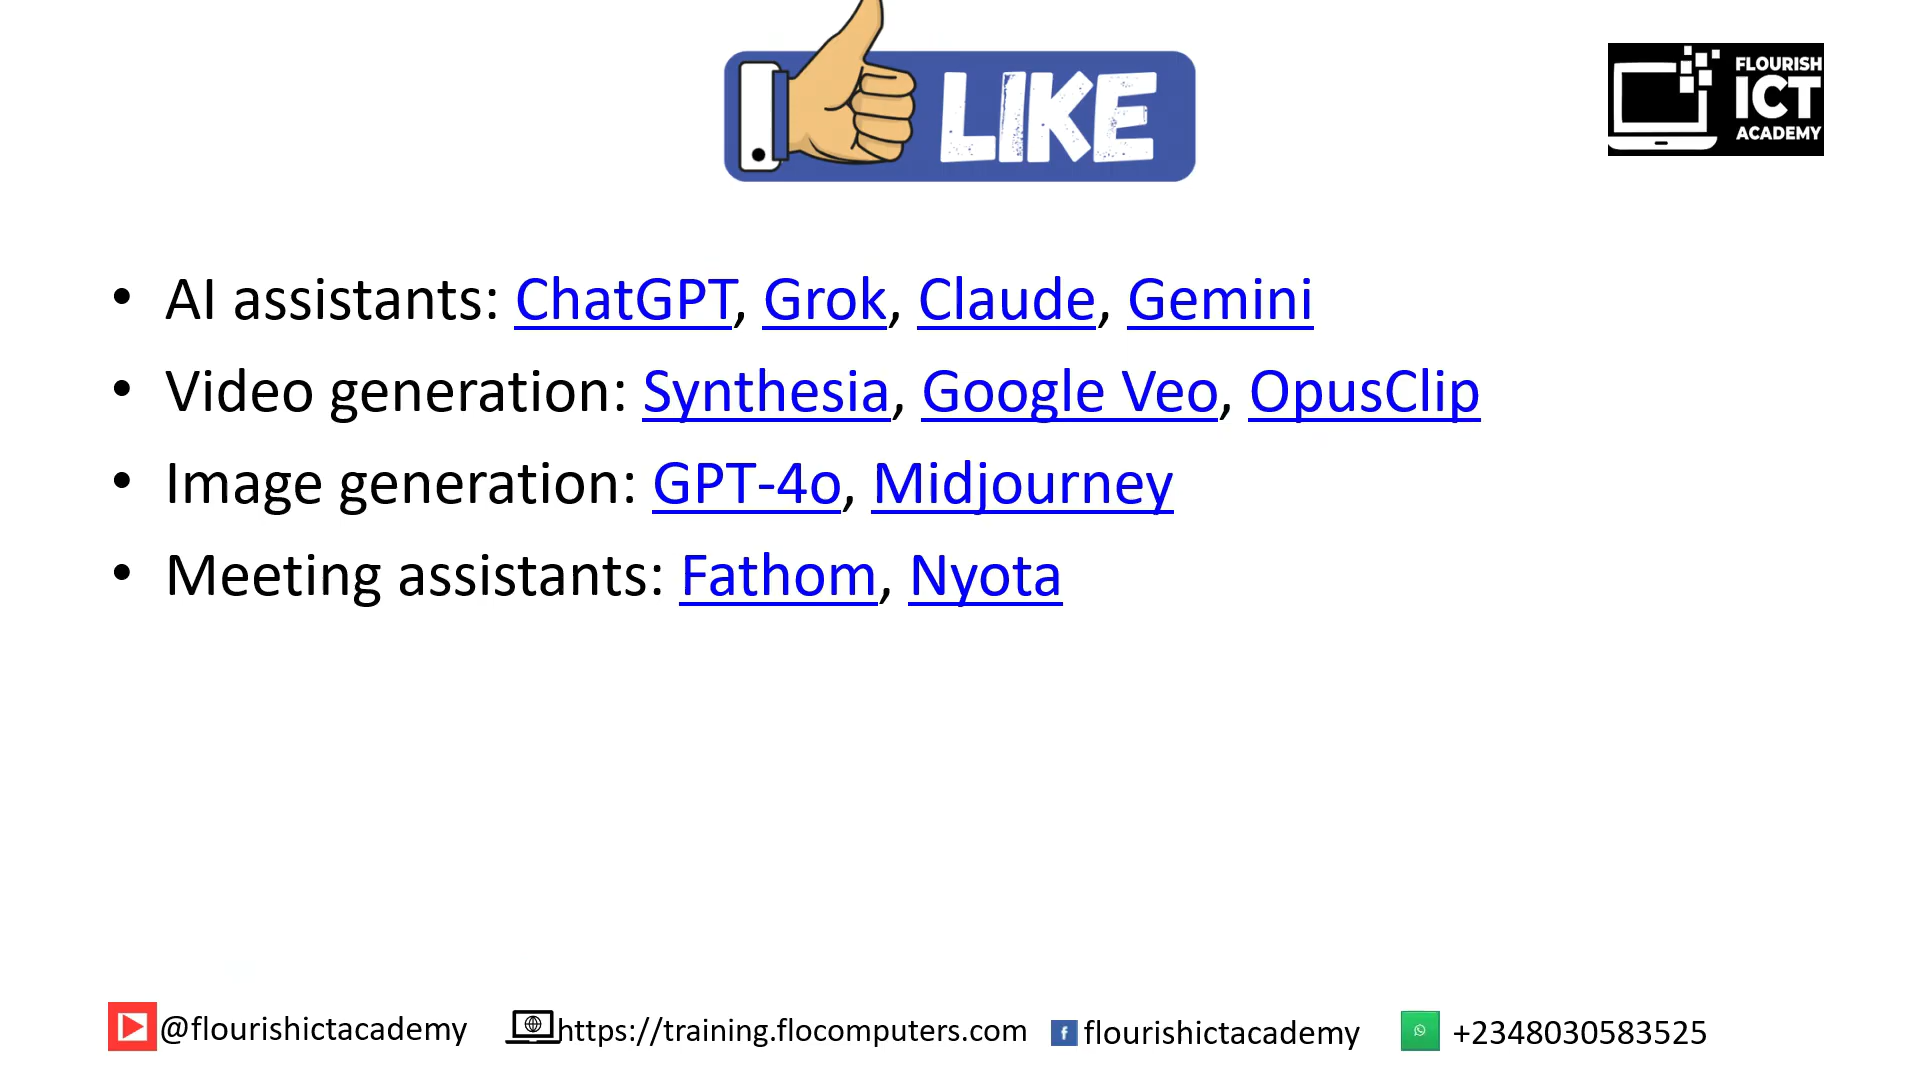 LIKE
FLOURISH
ICT
ACADEMY
• AI assistants: ChatGPT, Grok, Claude, Gemini
• Video generation: Synthesia, Google Veo, OpusClip
• Image generation: GPT-4o, Midjourney
• Meeting assistants: Fathom, Nyota
@flourishictacademy https://training.flocomputers.com flourishictacademy +2348030583525